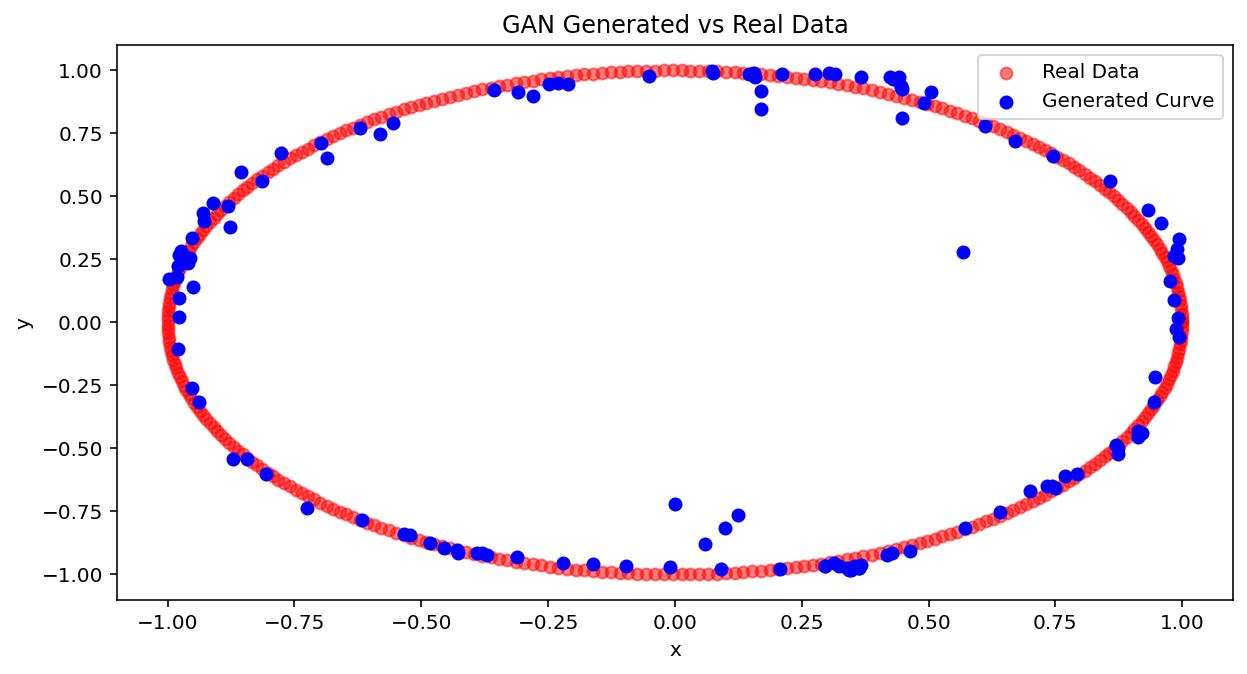 GAN Generated vs Real Data
Real Data
Generated Curve
1.00
0.75
0.50
0.25
0.00
−0.25
−0.50
−0.75
−1.00
y
−1.00 −0.75 −0.50 −0.25 0.00 0.25 0.50 0.75 1.00
x